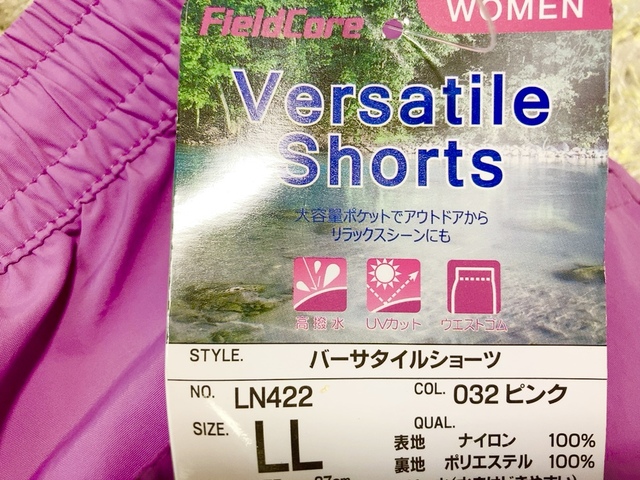 WOMEN
FieldCore
Versatile
Shorts
大容量ポケットでアウトドアから
リラックスシーンにも
高撥水 UVカット ウエストゴム
STYLE. バーサタイルショーツ
NO. LN422 COL. 032ピンク
SIZE. LL QUAL.
表地 ナイロン 100%
裏地 ポリエステル 100%